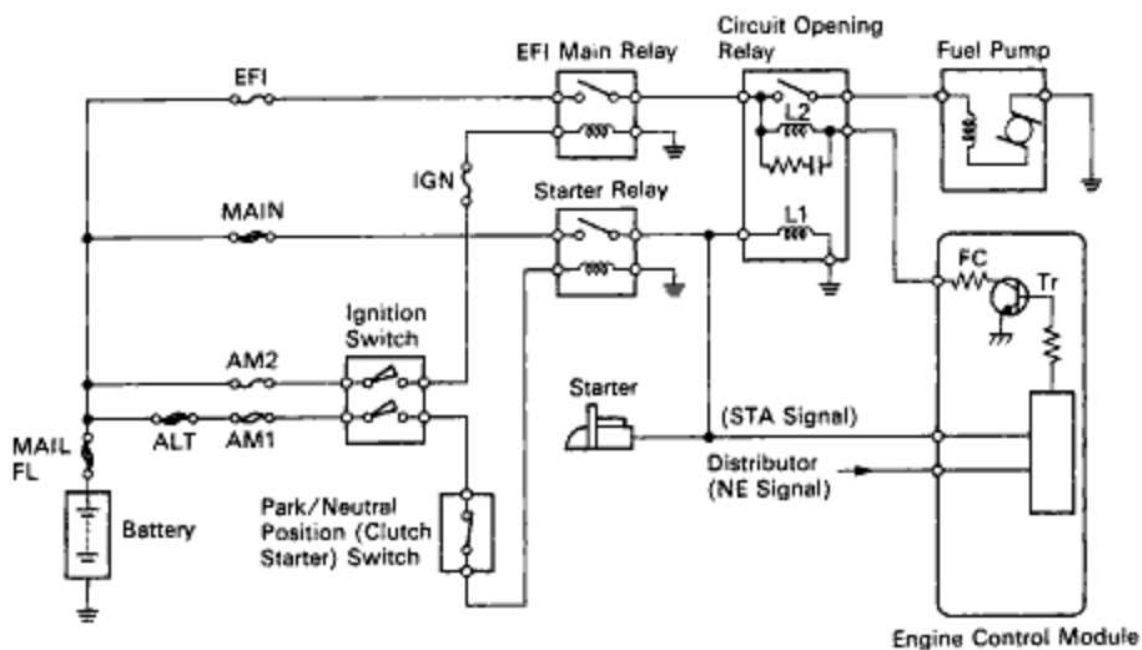 Circuit Opening
Relay
EFI Main Relay
Fuel Pump
EFI
L2
IGN
Starter Relay
MAIN
L1
FC
Tr
Ignition
Switch
AM2
Starter
(STA Signal)
ALT
AM1
MAIL
FL
Distributor
(NE Signal)
Park/Neutral
Position (Clutch
Starter) Switch
Battery
Engine Control Module